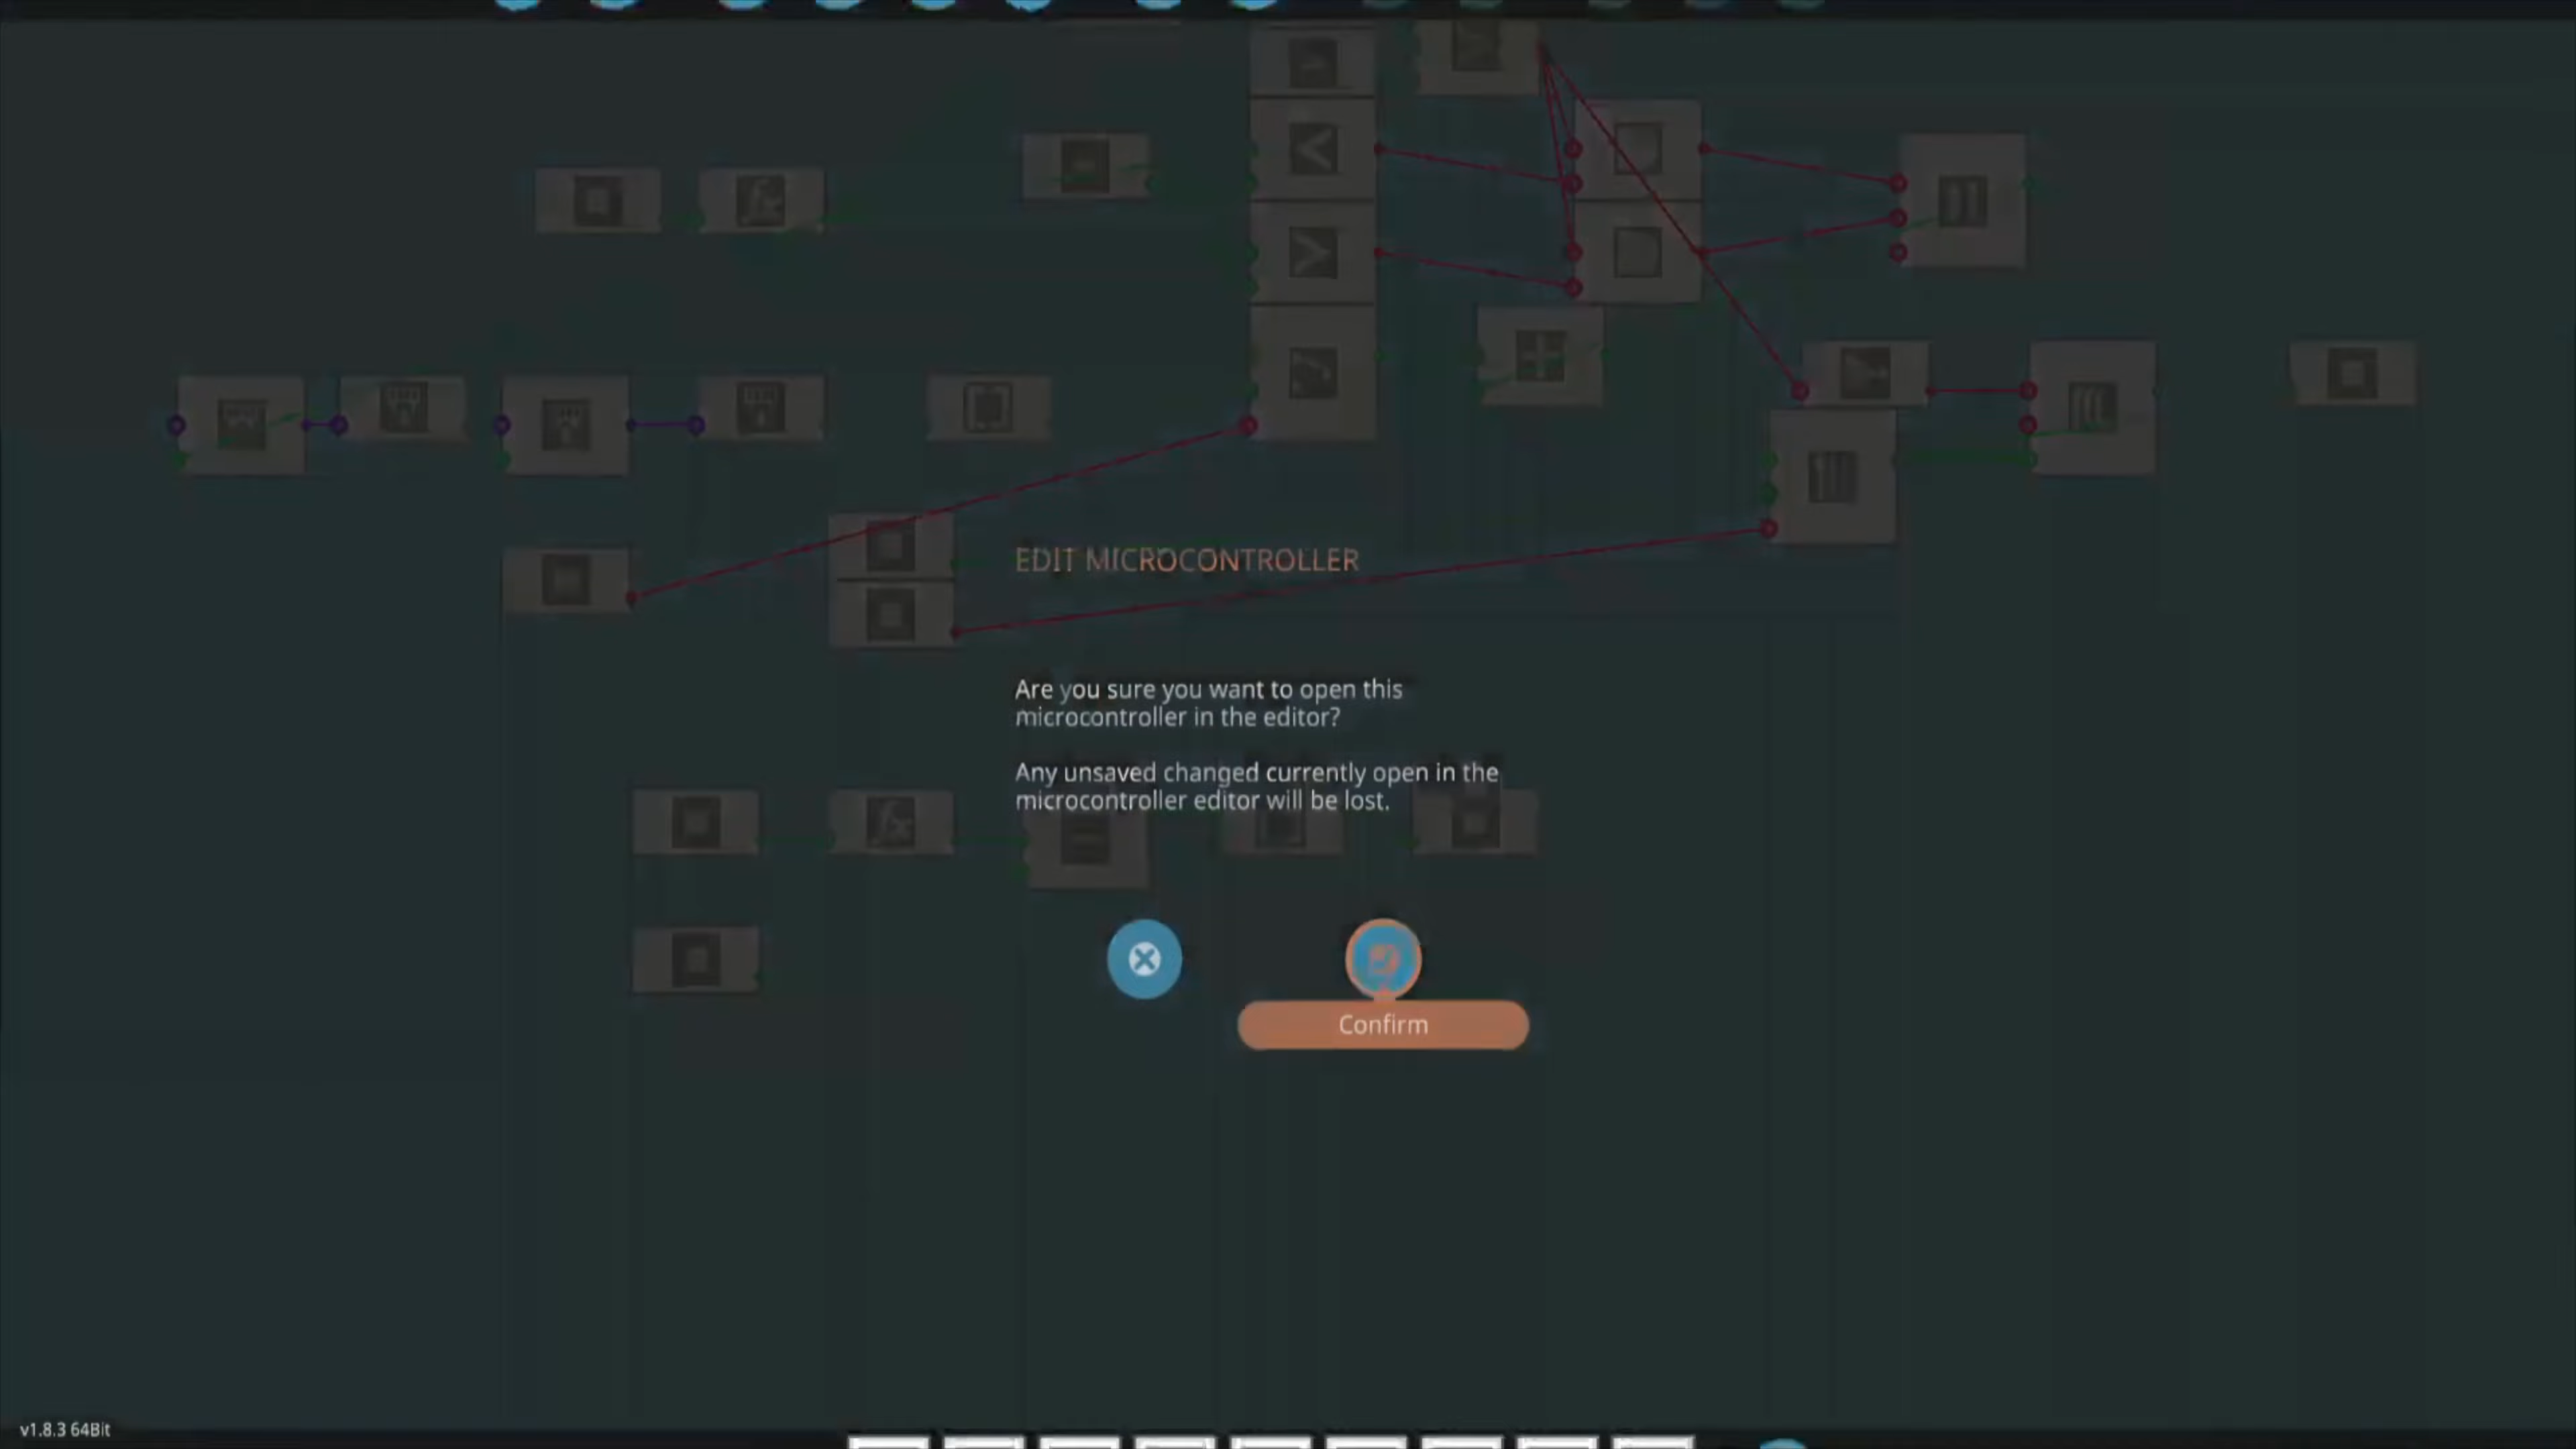 EDIT MICROCONTROLLER
Are you sure you want to open this
microcontroller in the editor?
Any unsaved changed currently open in the
microcontroller editor will be lost.
Confirm
v1.8.3 64Bit